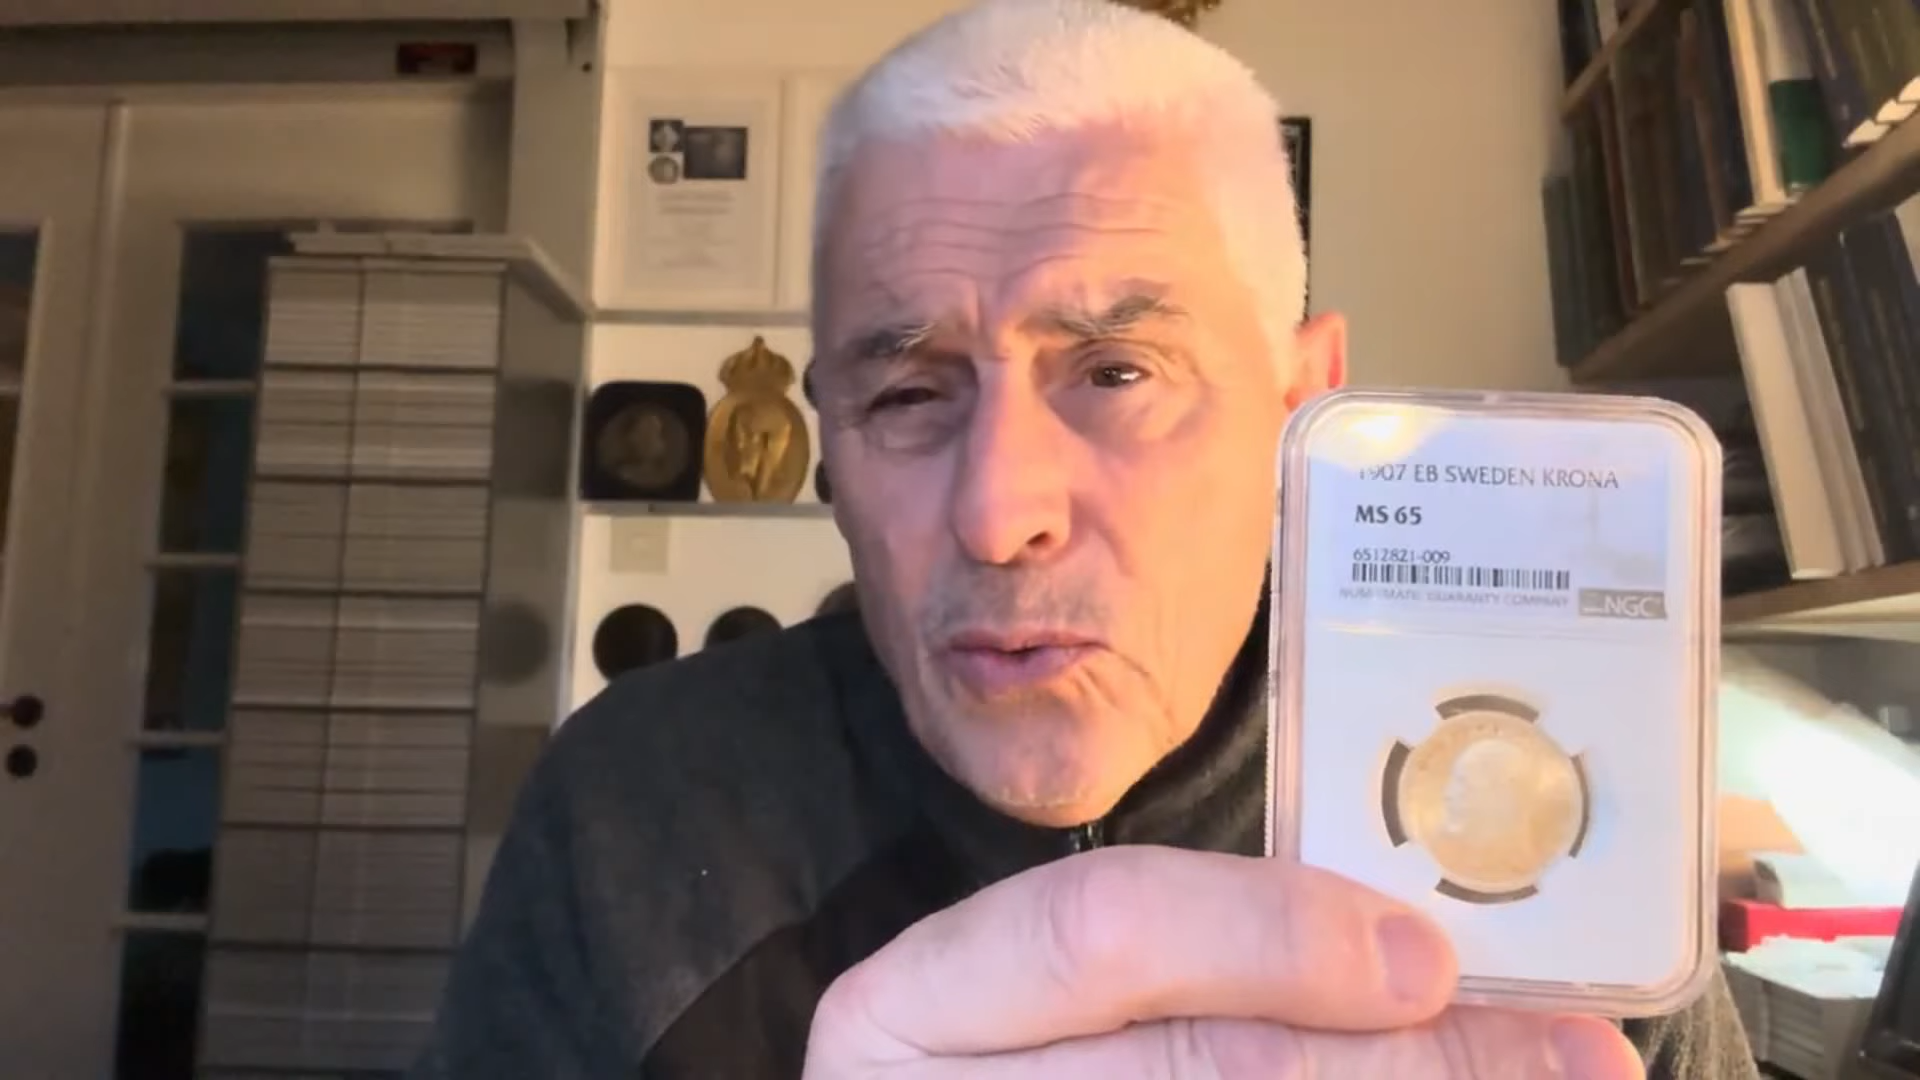 1907 EB SWEDEN KRONA
MS 65
6512821-009
NUMISMATIC GUARANTY COMPANY
NGC